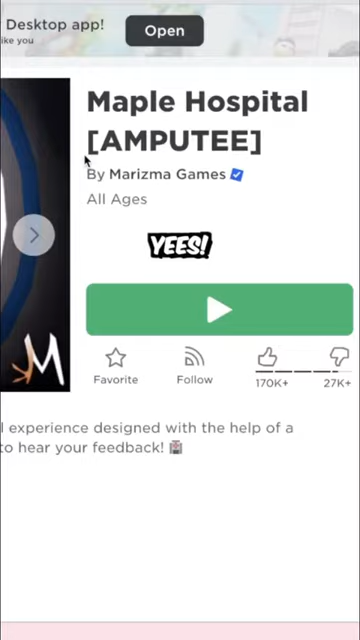 Desktop app!
like you
Open
Maple Hospital
[AMPUTEE]
By Marizma Games
All Ages
YEES!
Favorite
Follow
170K+
27K+
l experience designed with the help of a
to hear your feedback! 🏥
M